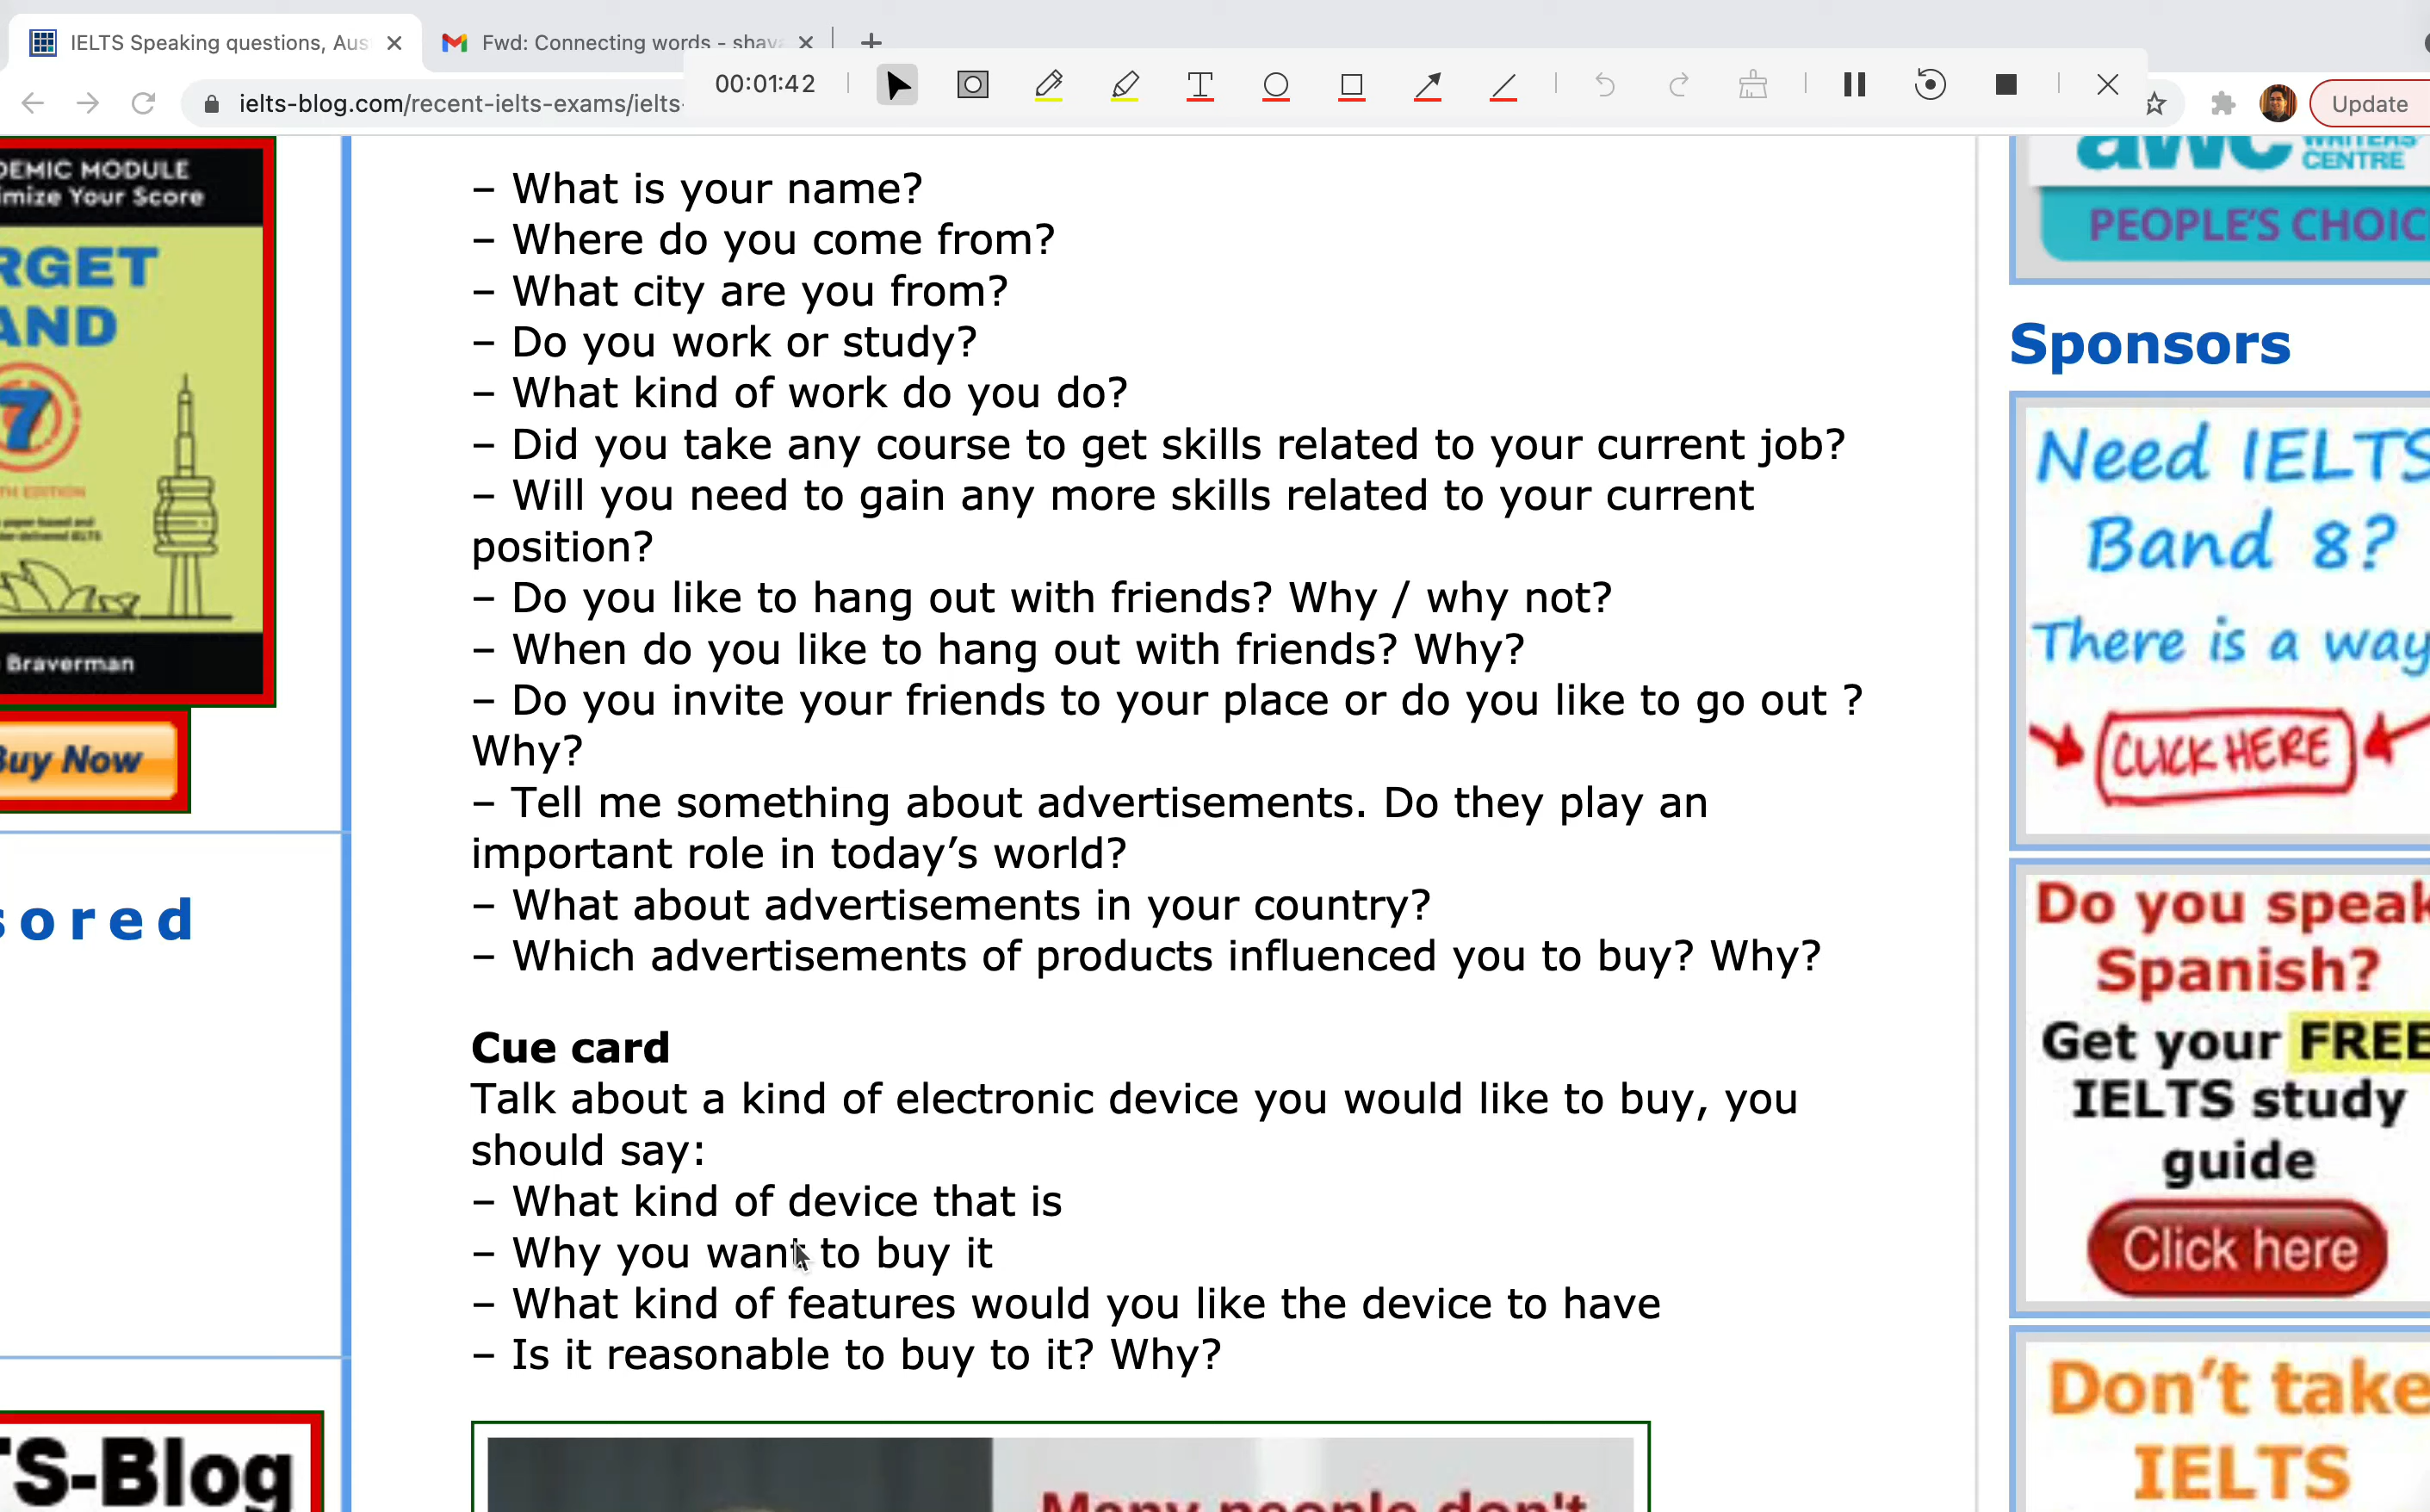 IELTS Speaking questions, Aus
Fwd: Connecting words - shava
00:01:42
ielts-blog.com/recent-ielts-exams/ielts-
Update
DEMIC MODULE
imize Your Score
RGET
AND
7
TH EDITION
Braverman
Buy Now
sored
TS-Blog
– What is your name?
– Where do you come from?
– What city are you from?
– Do you work or study?
– What kind of work do you do?
– Did you take any course to get skills related to your current job?
– Will you need to gain any more skills related to your current
position?
– Do you like to hang out with friends? Why / why not?
– When do you like to hang out with friends? Why?
– Do you invite your friends to your place or do you like to go out ?
Why?
– Tell me something about advertisements. Do they play an
important role in today’s world?
– What about advertisements in your country?
– Which advertisements of products influenced you to buy? Why?
Cue card
Talk about a kind of electronic device you would like to buy, you
should say:
– What kind of device that is
– Why you want to buy it
– What kind of features would you like the device to have
– Is it reasonable to buy to it? Why?
Many people don't
awc WRITERS'
CENTRE
PEOPLE'S CHOIC
Sponsors
Need IELTS
Band 8?
There is a way
CLICK HERE
Do you speak
Spanish?
Get your FREE
IELTS study
guide
Click here
Don't take
IELTS